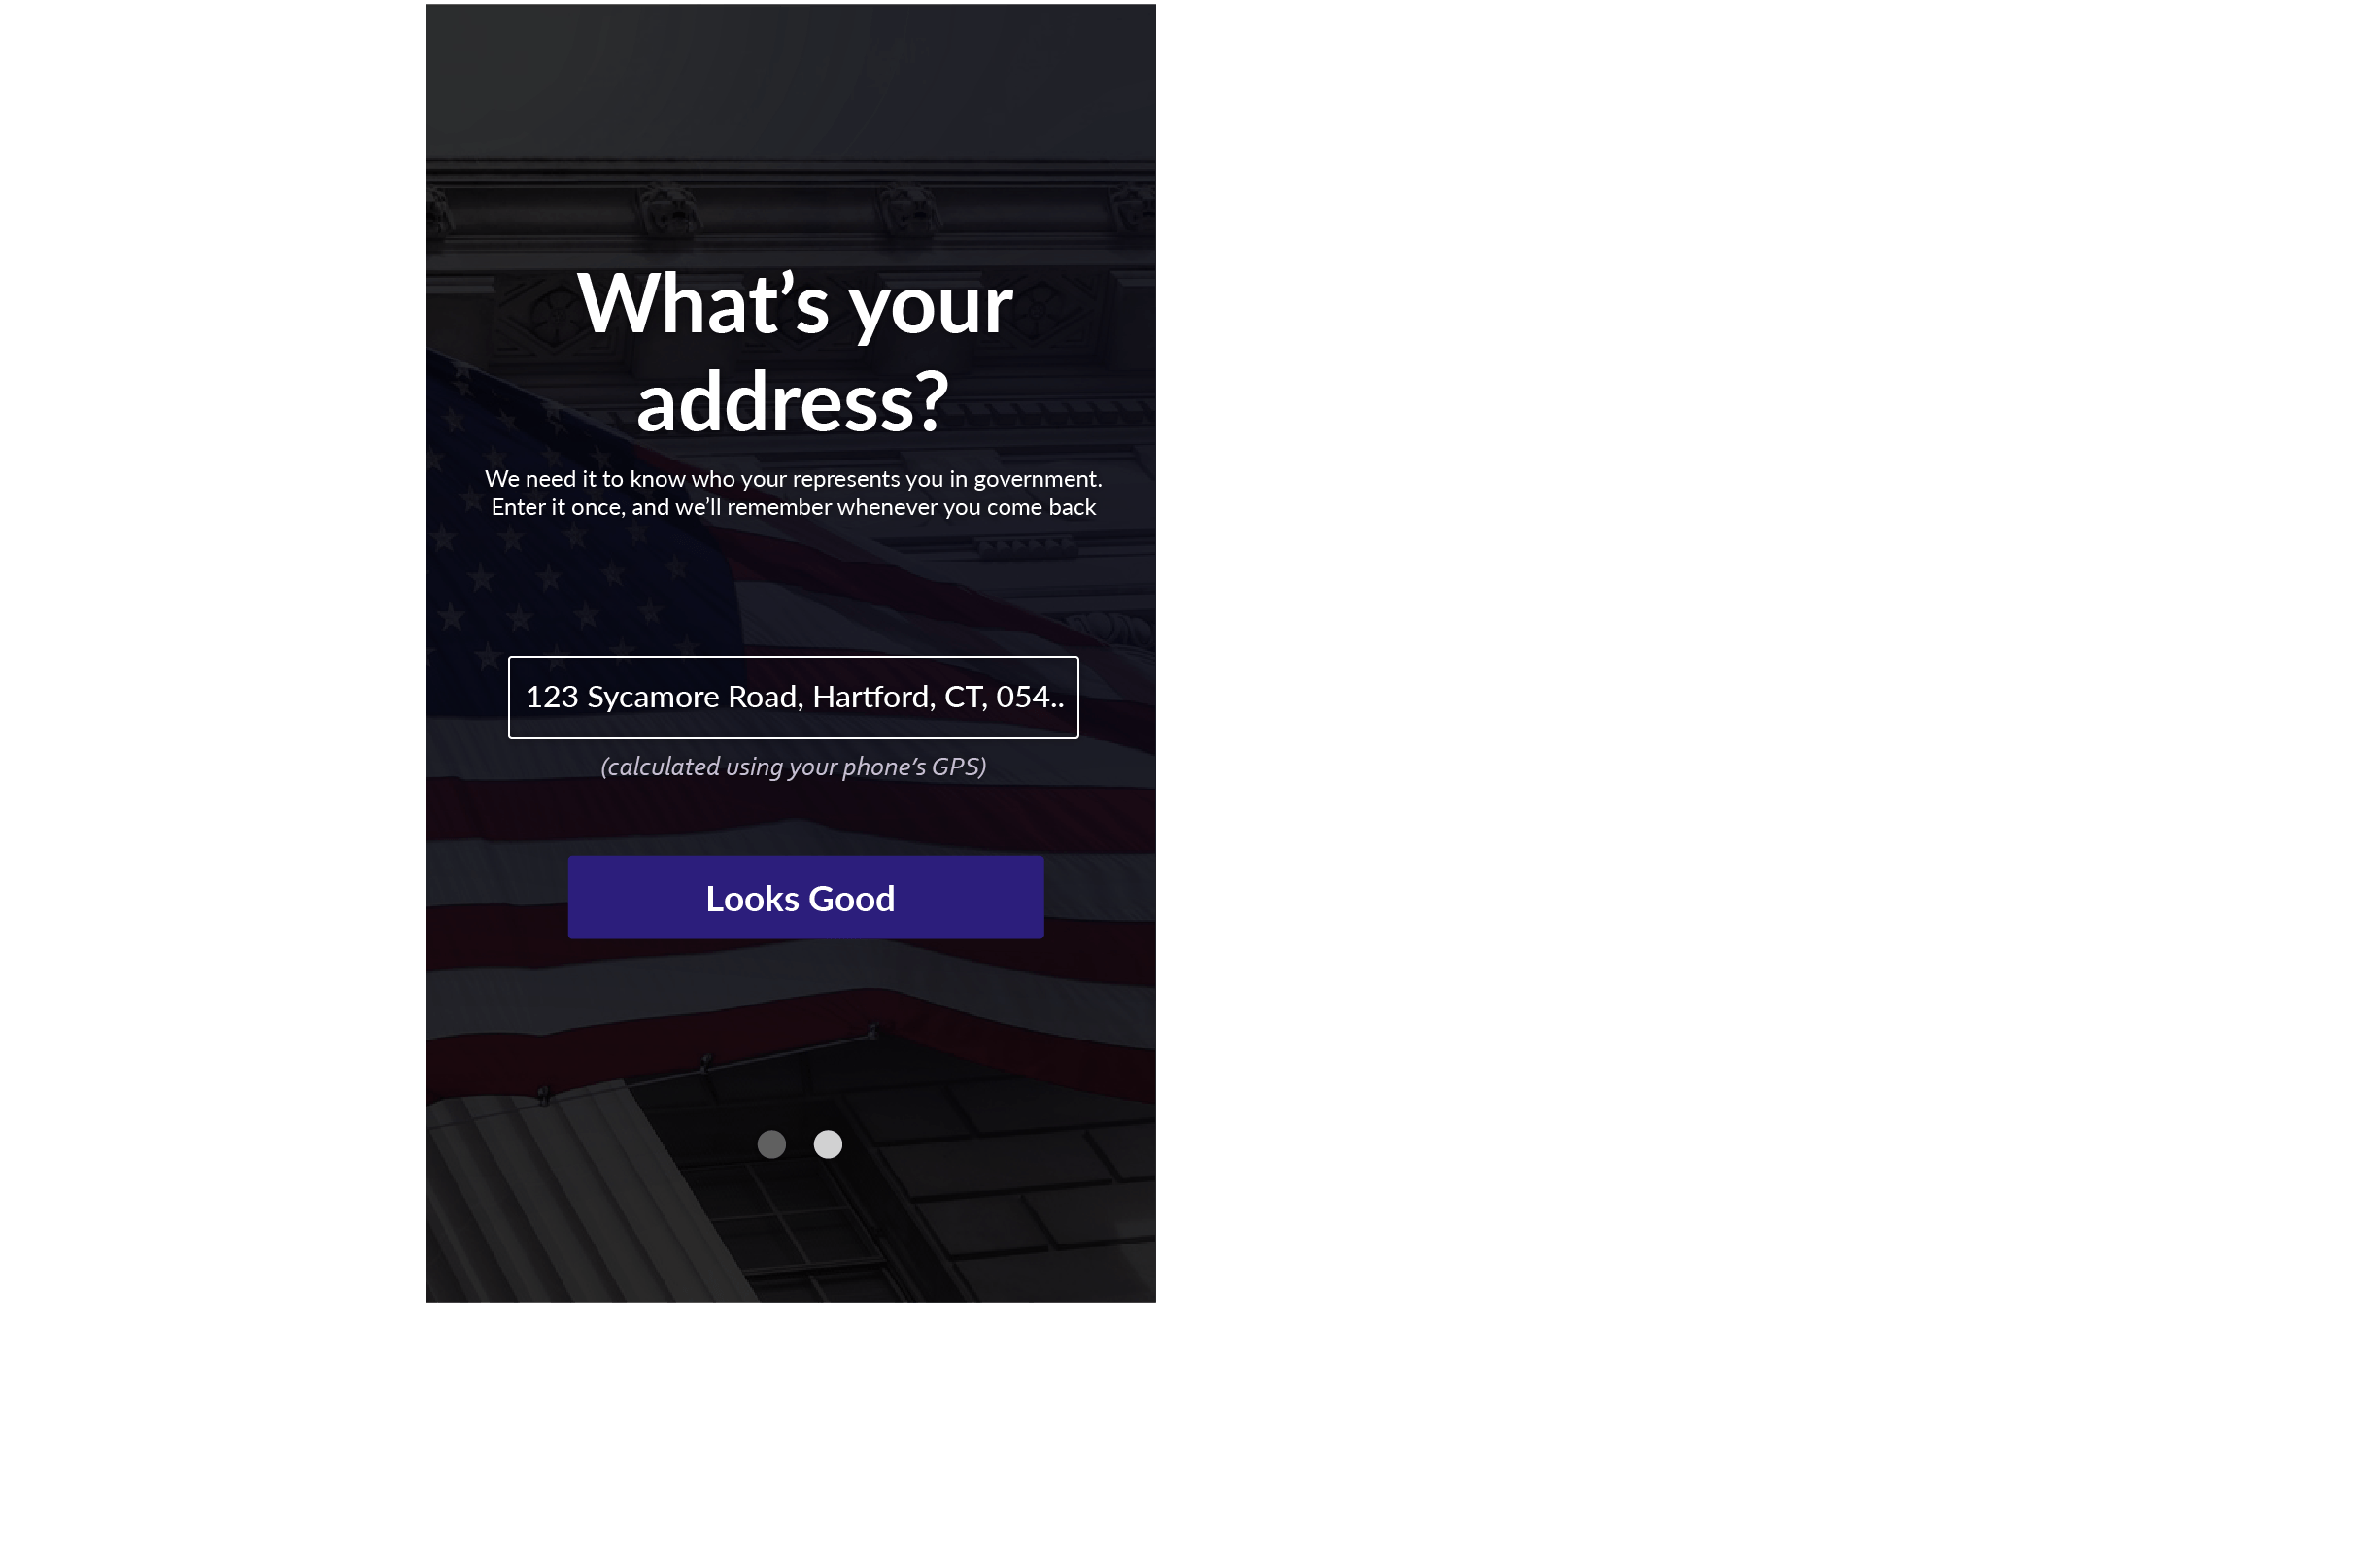 What’s your
address?
We need it to know who your represents you in government.
Enter it once, and we’ll remember whenever you come back
123 Sycamore Road, Hartford, CT, 054..
(calculated using your phone’s GPS)
Looks Good